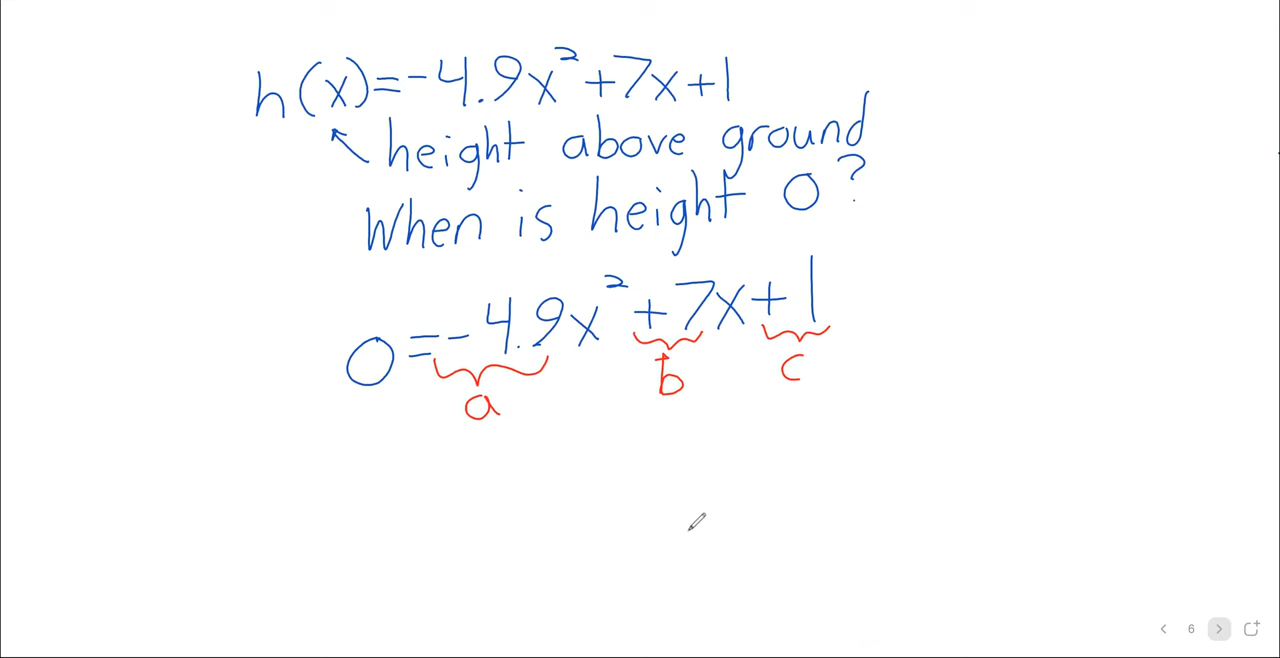 h(x)=-4.9x²+7x+1
height above ground
When is height 0?
0=-4.9x²+7x+1
a b c
6